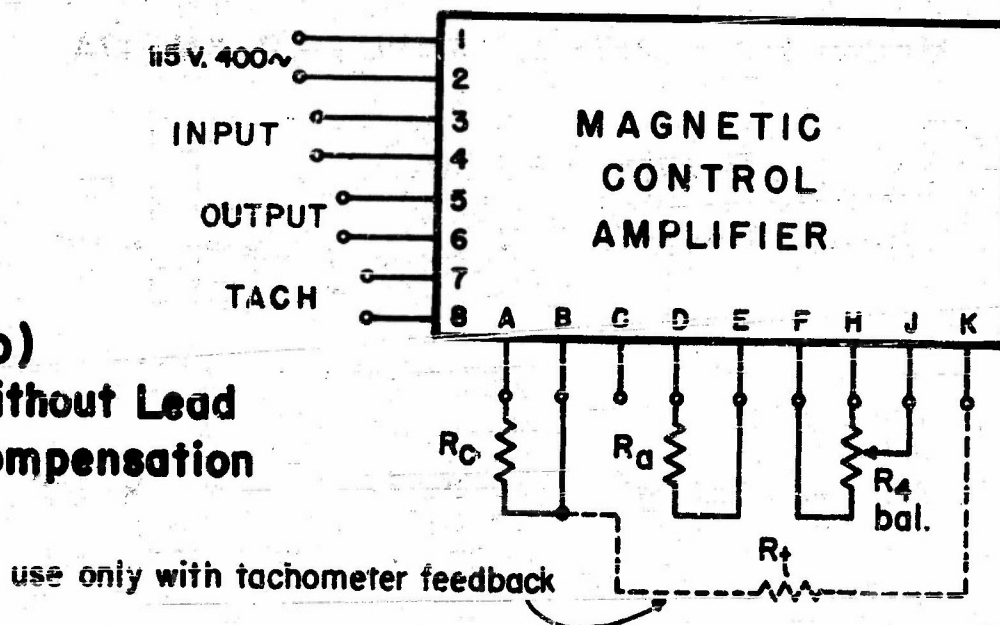 115 V. 400~
INPUT
OUTPUT
TACH
1
2
3
4
5
6
7
8
MAGNETIC
CONTROL
AMPLIFIER
A B C D E F H J K
Rc
Ra
R4
bal.
Rt
b)
ithout Lead
ompensation
use only with tachometer feedback